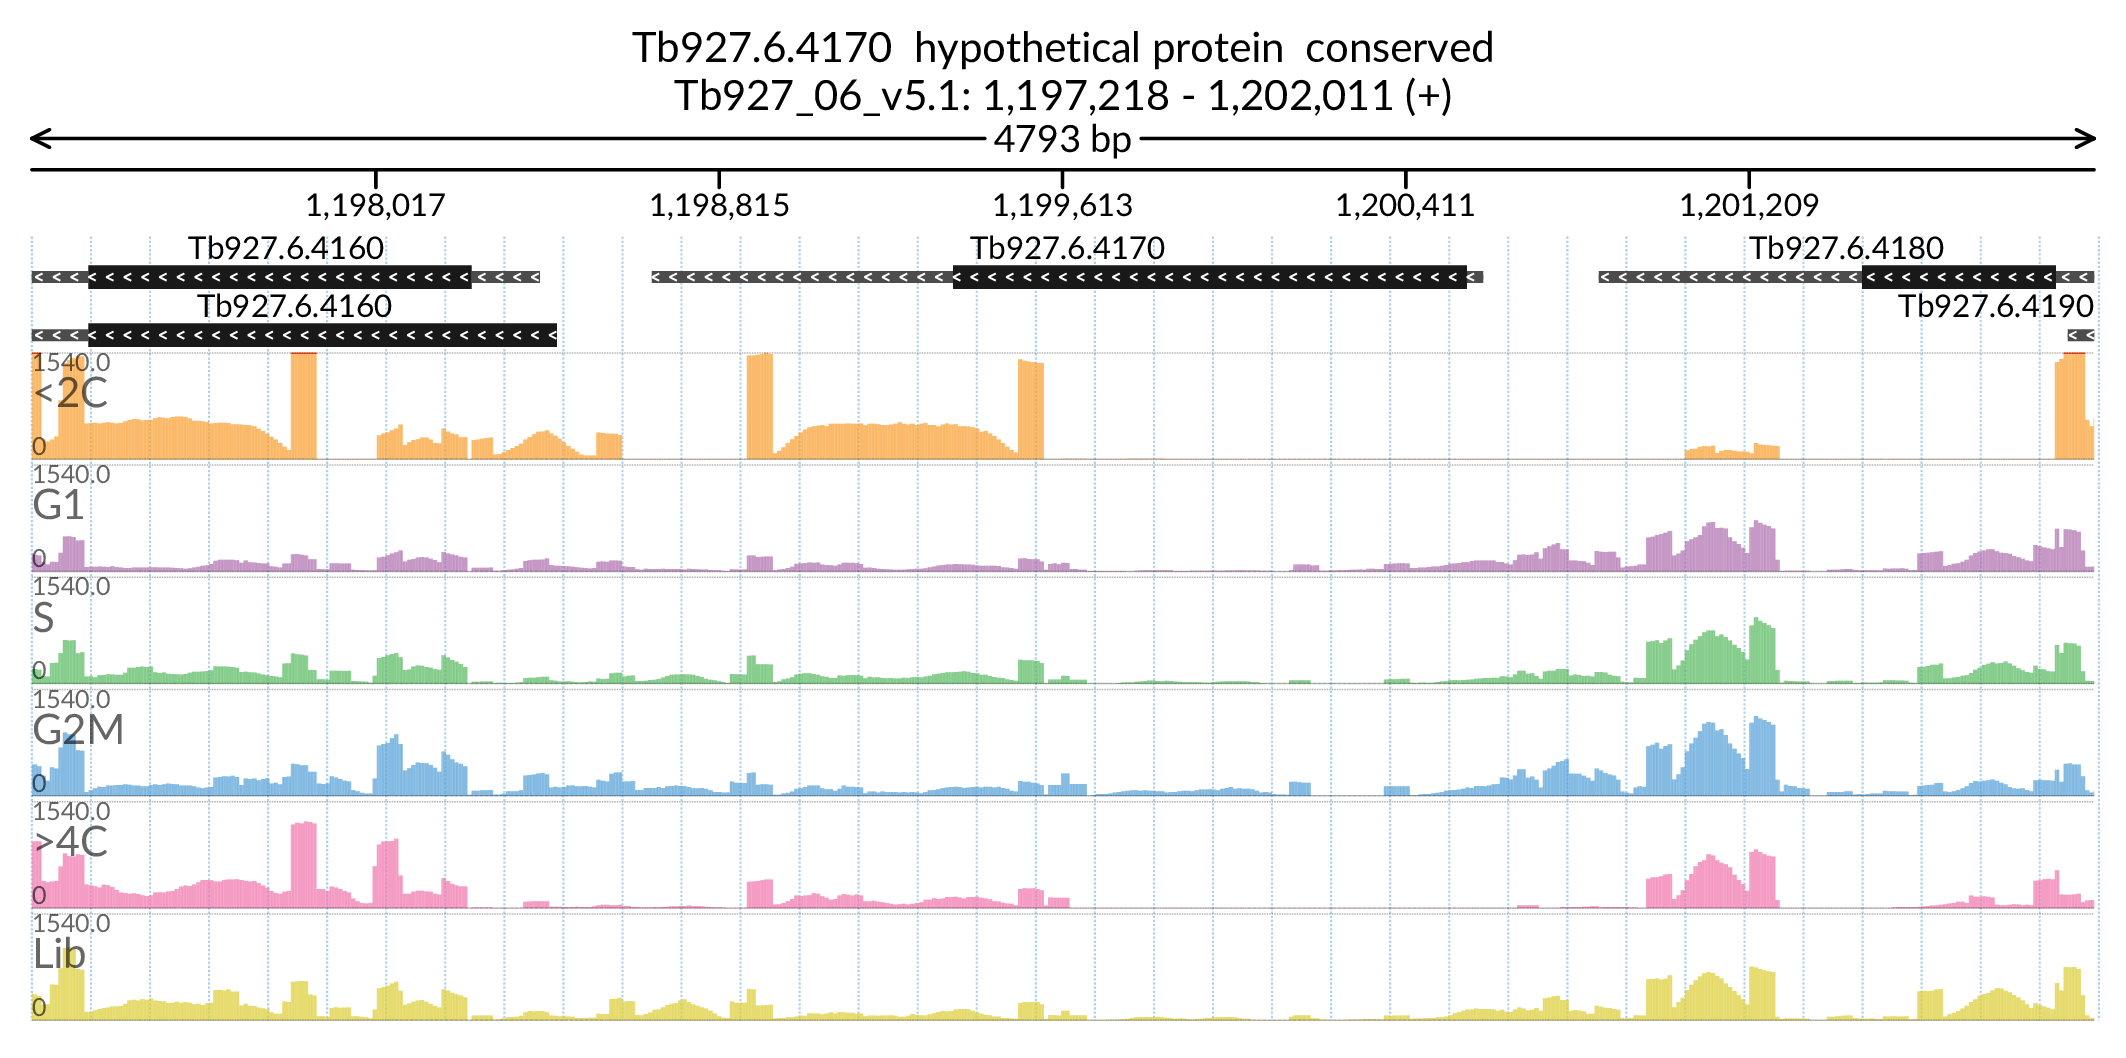 Tb927.6.4170 hypothetical protein conserved
Tb927_06_v5.1: 1,197,218 - 1,202,011 (+)
4793 bp
1,198,017 1,198,815 1,199,613 1,200,411 1,201,209
Tb927.6.4160 Tb927.6.4170 Tb927.6.4180
Tb927.6.4160 Tb927.6.4190
1540.0
<2C
0
1540.0
G1
0
1540.0
S
0
1540.0
G2M
0
1540.0
>4C
0
1540.0
Lib
0